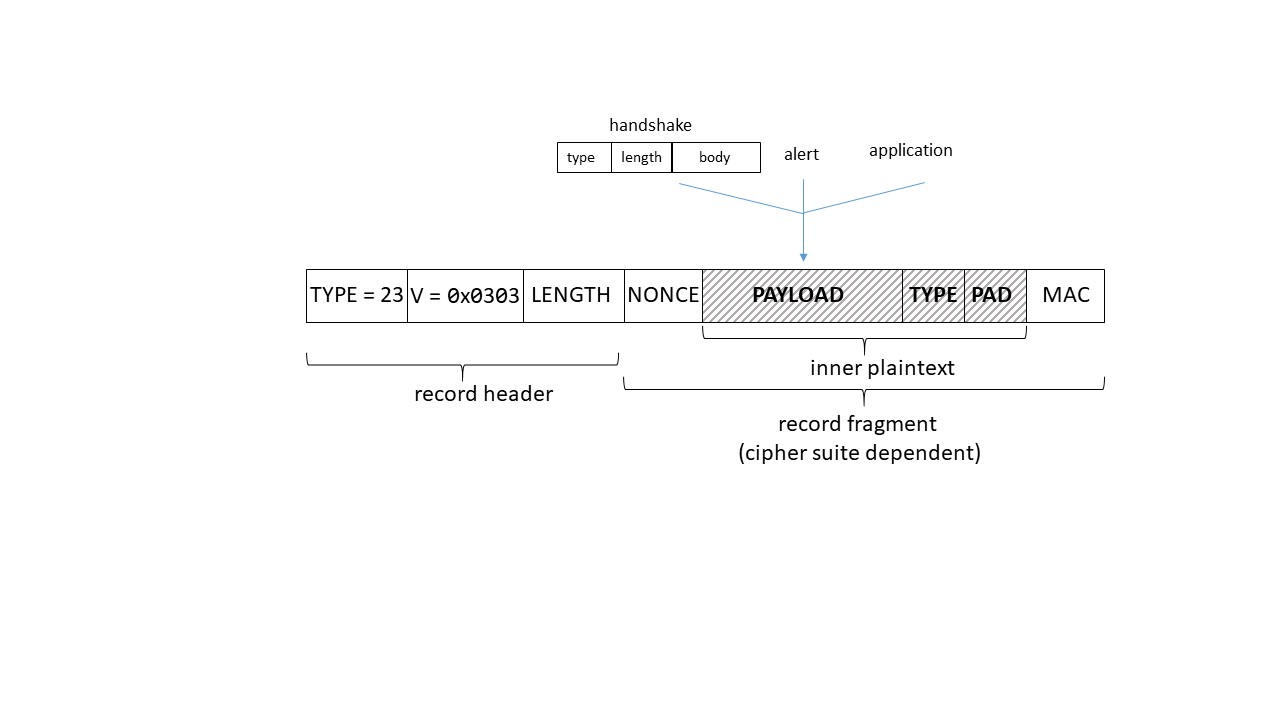 handshake
type length body
alert
application
TYPE = 23 V = 0x0303 LENGTH NONCE PAYLOAD TYPE PAD MAC
inner plaintext
record header
record fragment
(cipher suite dependent)